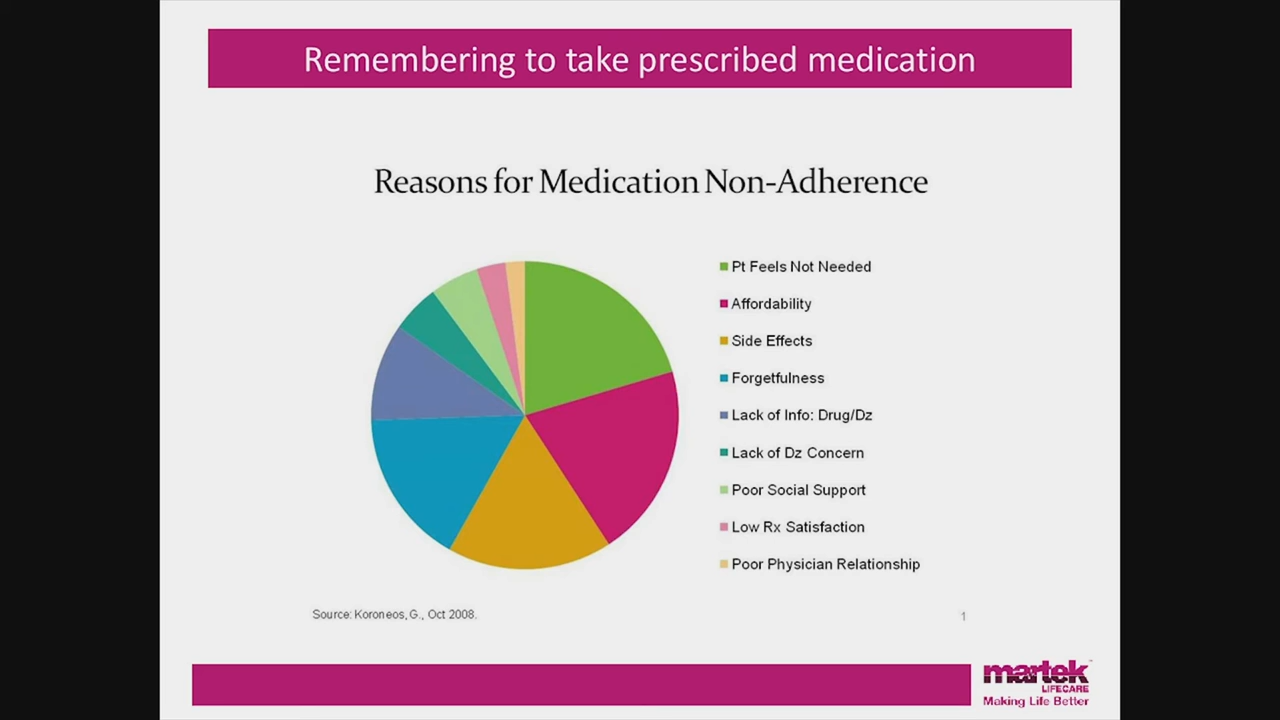 Remembering to take prescribed medication
Reasons for Medication Non-Adherence
Pt Feels Not Needed
Affordability
Side Effects
Forgetfulness
Lack of Info: Drug/Dz
Lack of Dz Concern
Poor Social Support
Low Rx Satisfaction
Poor Physician Relationship
Source: Koroneos, G., Oct 2008.
1
martek
LIFECARE
Making Life Better